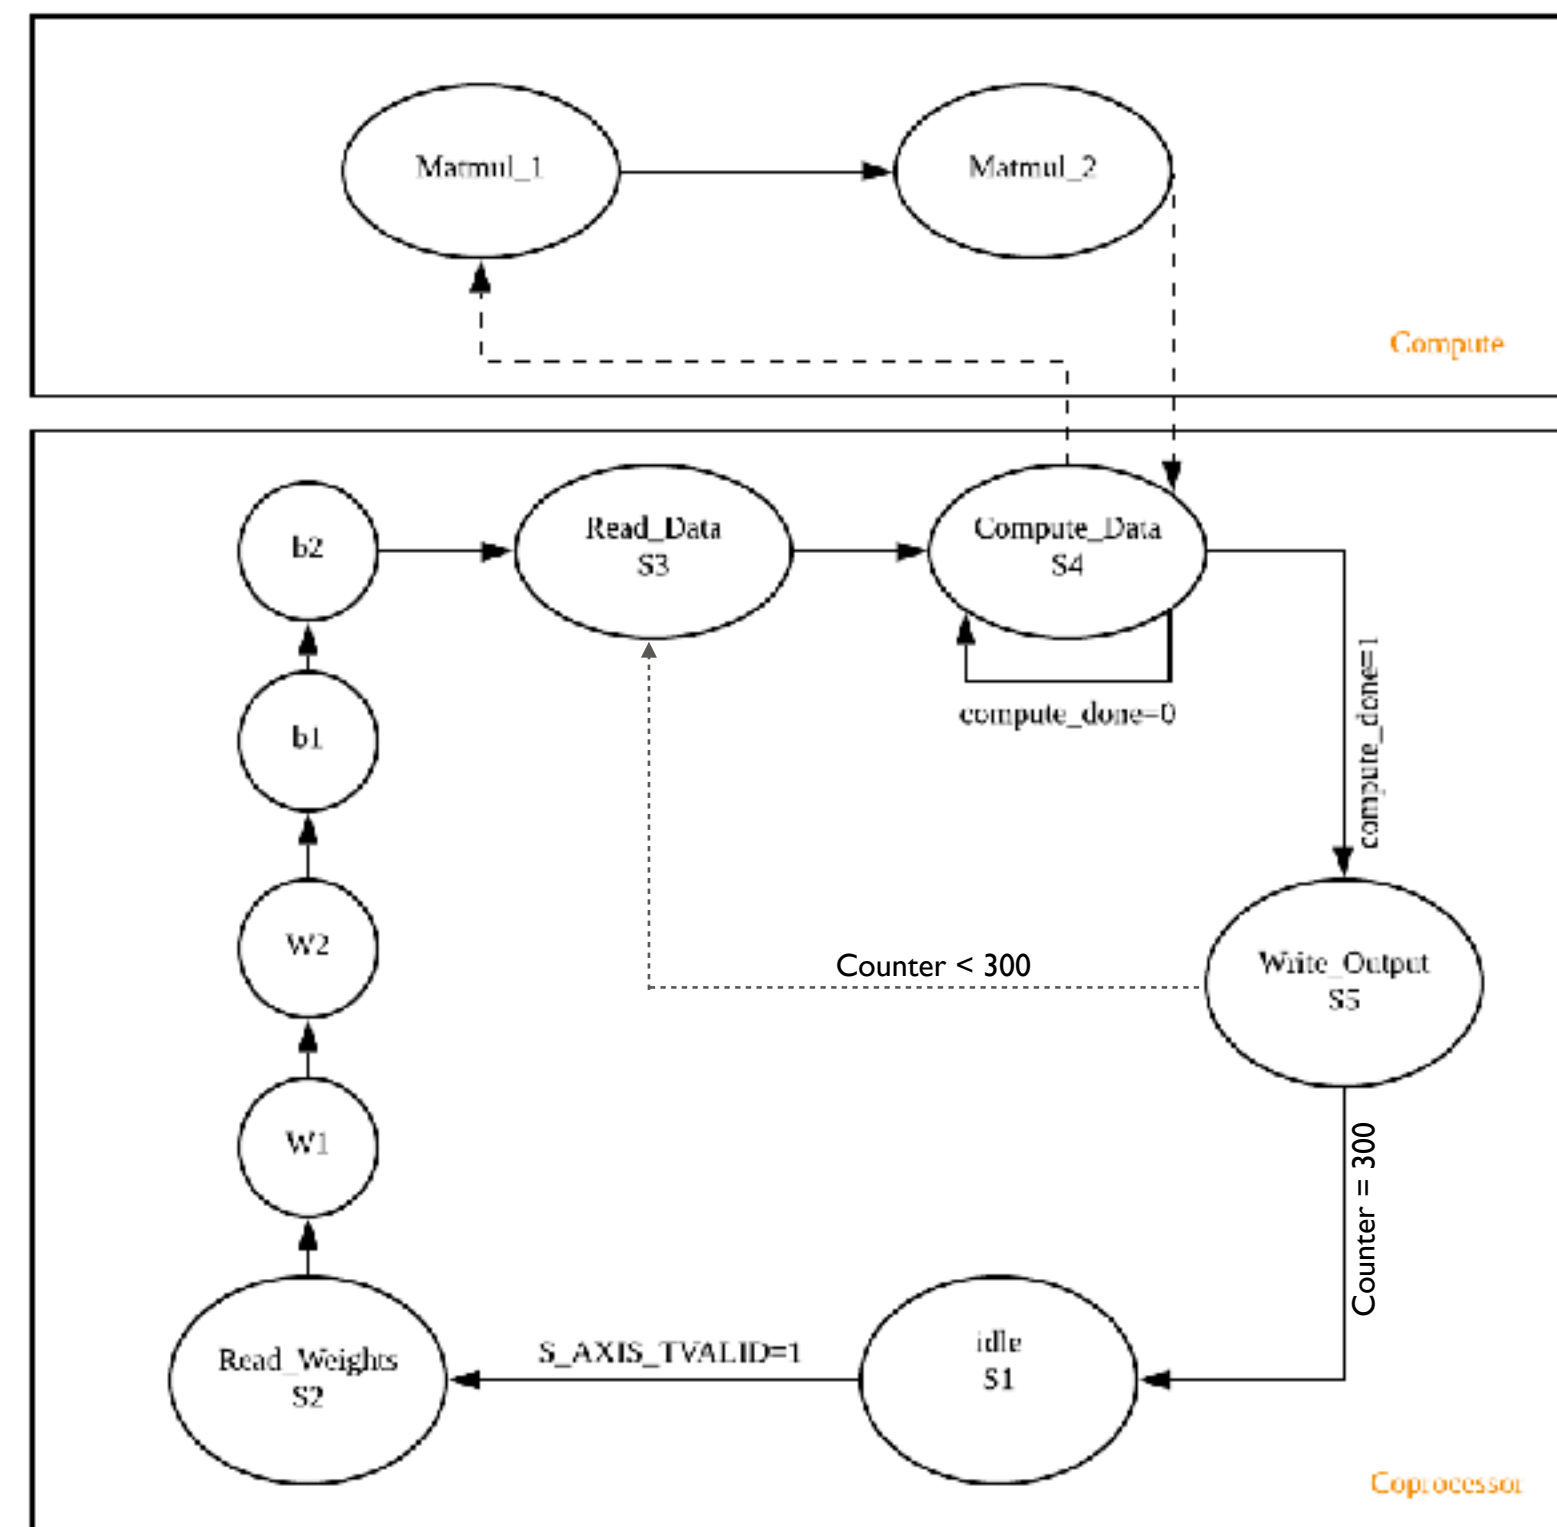 Matmul_1
Matmul_2
Compute
b2
Read_Data
S3
Compute_Data
S4
compute_done=0
compute_done=1
b1
W2
Counter < 300
Write_Output
S5
W1
Counter = 300
Read_Weights
S2
S_AXIS_TVALID=1
idle
S1
Coprocessor